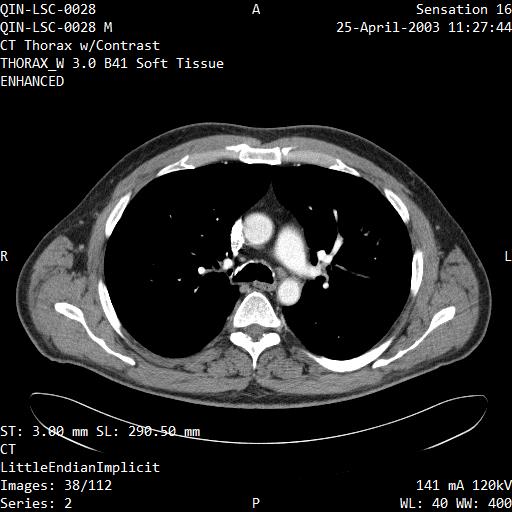 QIN-LSC-0028
A
Sensation 16
QIN-LSC-0028 M
25-April-2003 11:27:44
CT Thorax w/Contrast
THORAX_W 3.0 B41 Soft Tissue
ENHANCED
R
L
ST: 3.00 mm SL: 290.50 mm
CT
LittleEndianImplicit
Images: 38/112
141 mA 120kV
Series: 2
P
WL: 40 WW: 400